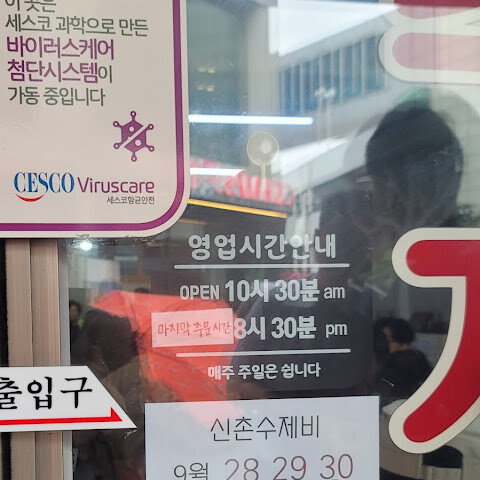 이 곳은
세스코 과학으로 만든
바이러스케어
첨단시스템이
가동 중입니다
CESCO Viruscare
세스코항균안전
영업시간안내
OPEN 10시 30분 am
마지막 주문시간 8시 30분 pm
매주 주일은 쉽니다
출입구
신촌수제비
9월 28 29 30